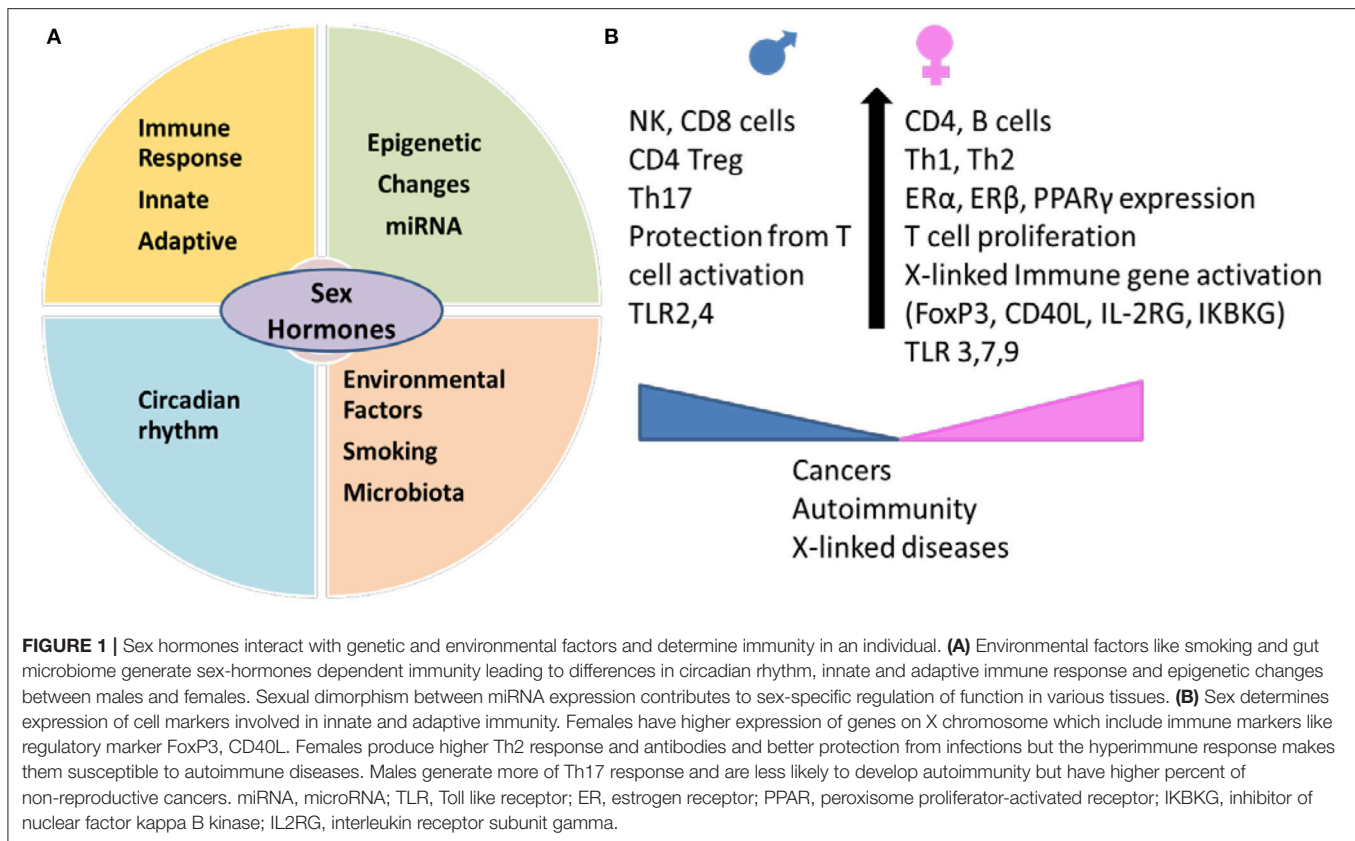 A
Immune
Response
Innate
Adaptive
Epigenetic
Changes
miRNA
Sex
Hormones
Circadian
rhythm
Environmental
Factors
Smoking
Microbiota
B
NK, CD8 cells
CD4 Treg
Th17
Protection from T
cell activation
TLR2,4
CD4, B cells
Th1, Th2
ERα, ERβ, PPARγ expression
T cell proliferation
X-linked Immune gene activation
(FoxP3, CD40L, IL-2RG, IKBKG)
TLR 3,7,9
Cancers
Autoimmunity
X-linked diseases
FIGURE 1 | Sex hormones interact with genetic and environmental factors and determine immunity in an individual. (A) Environmental factors like smoking and gut
microbiome generate sex-hormones dependent immunity leading to differences in circadian rhythm, innate and adaptive immune response and epigenetic changes
between males and females. Sexual dimorphism between miRNA expression contributes to sex-specific regulation of function in various tissues. (B) Sex determines
expression of cell markers involved in innate and adaptive immunity. Females have higher expression of genes on X chromosome which include immune markers like
regulatory marker FoxP3, CD40L. Females produce higher Th2 response and antibodies and better protection from infections but the hyperimmune response makes
them susceptible to autoimmune diseases. Males generate more of Th17 response and are less likely to develop autoimmunity but have higher percent of
non-reproductive cancers. miRNA, microRNA; TLR, Toll like receptor; ER, estrogen receptor; PPAR, peroxisome proliferator-activated receptor; IKBKG, inhibitor of
nuclear factor kappa B kinase; IL2RG, interleukin receptor subunit gamma.